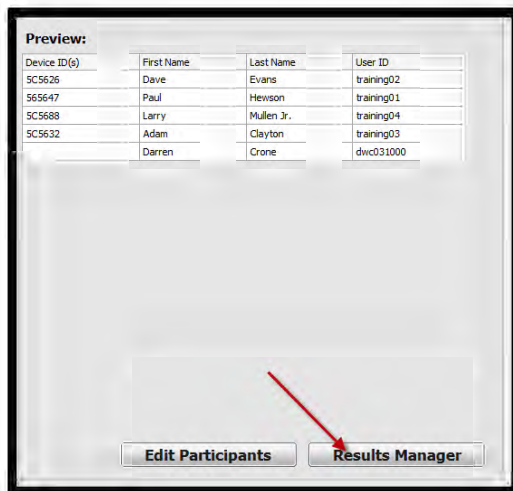 Preview:
Device ID(s) First Name Last Name User ID
5C5626 Dave Evans training02
565647 Paul Hewson training01
5C5688 Larry Mullen Jr. training04
5C5632 Adam Clayton training03
Darren Crone dwc031000
Edit Participants Results Manager